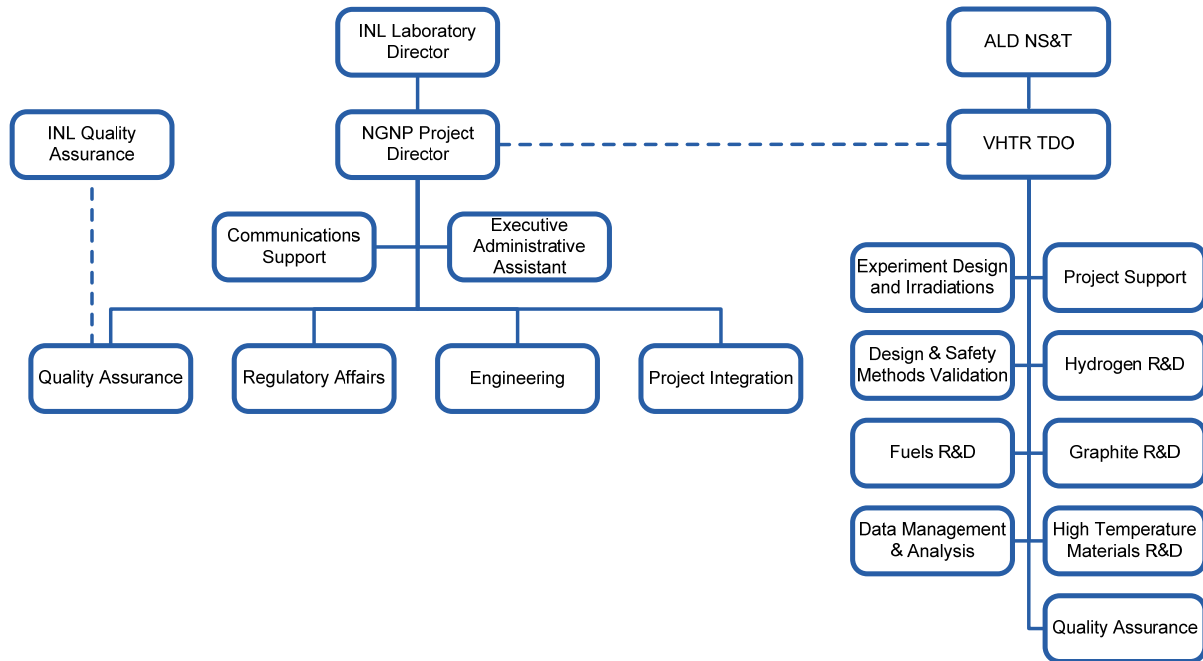 INL Laboratory
Director
ALD NS&T
INL Quality
Assurance
NGNP Project
Director
VHTR TDO
Communications
Support
Executive
Administrative
Assistant
Experiment Design
and Irradiations
Project Support
Quality Assurance
Regulatory Affairs
Engineering
Project Integration
Design & Safety
Methods Validation
Hydrogen R&D
Fuels R&D
Graphite R&D
Data Management
& Analysis
High Temperature
Materials R&D
Quality Assurance